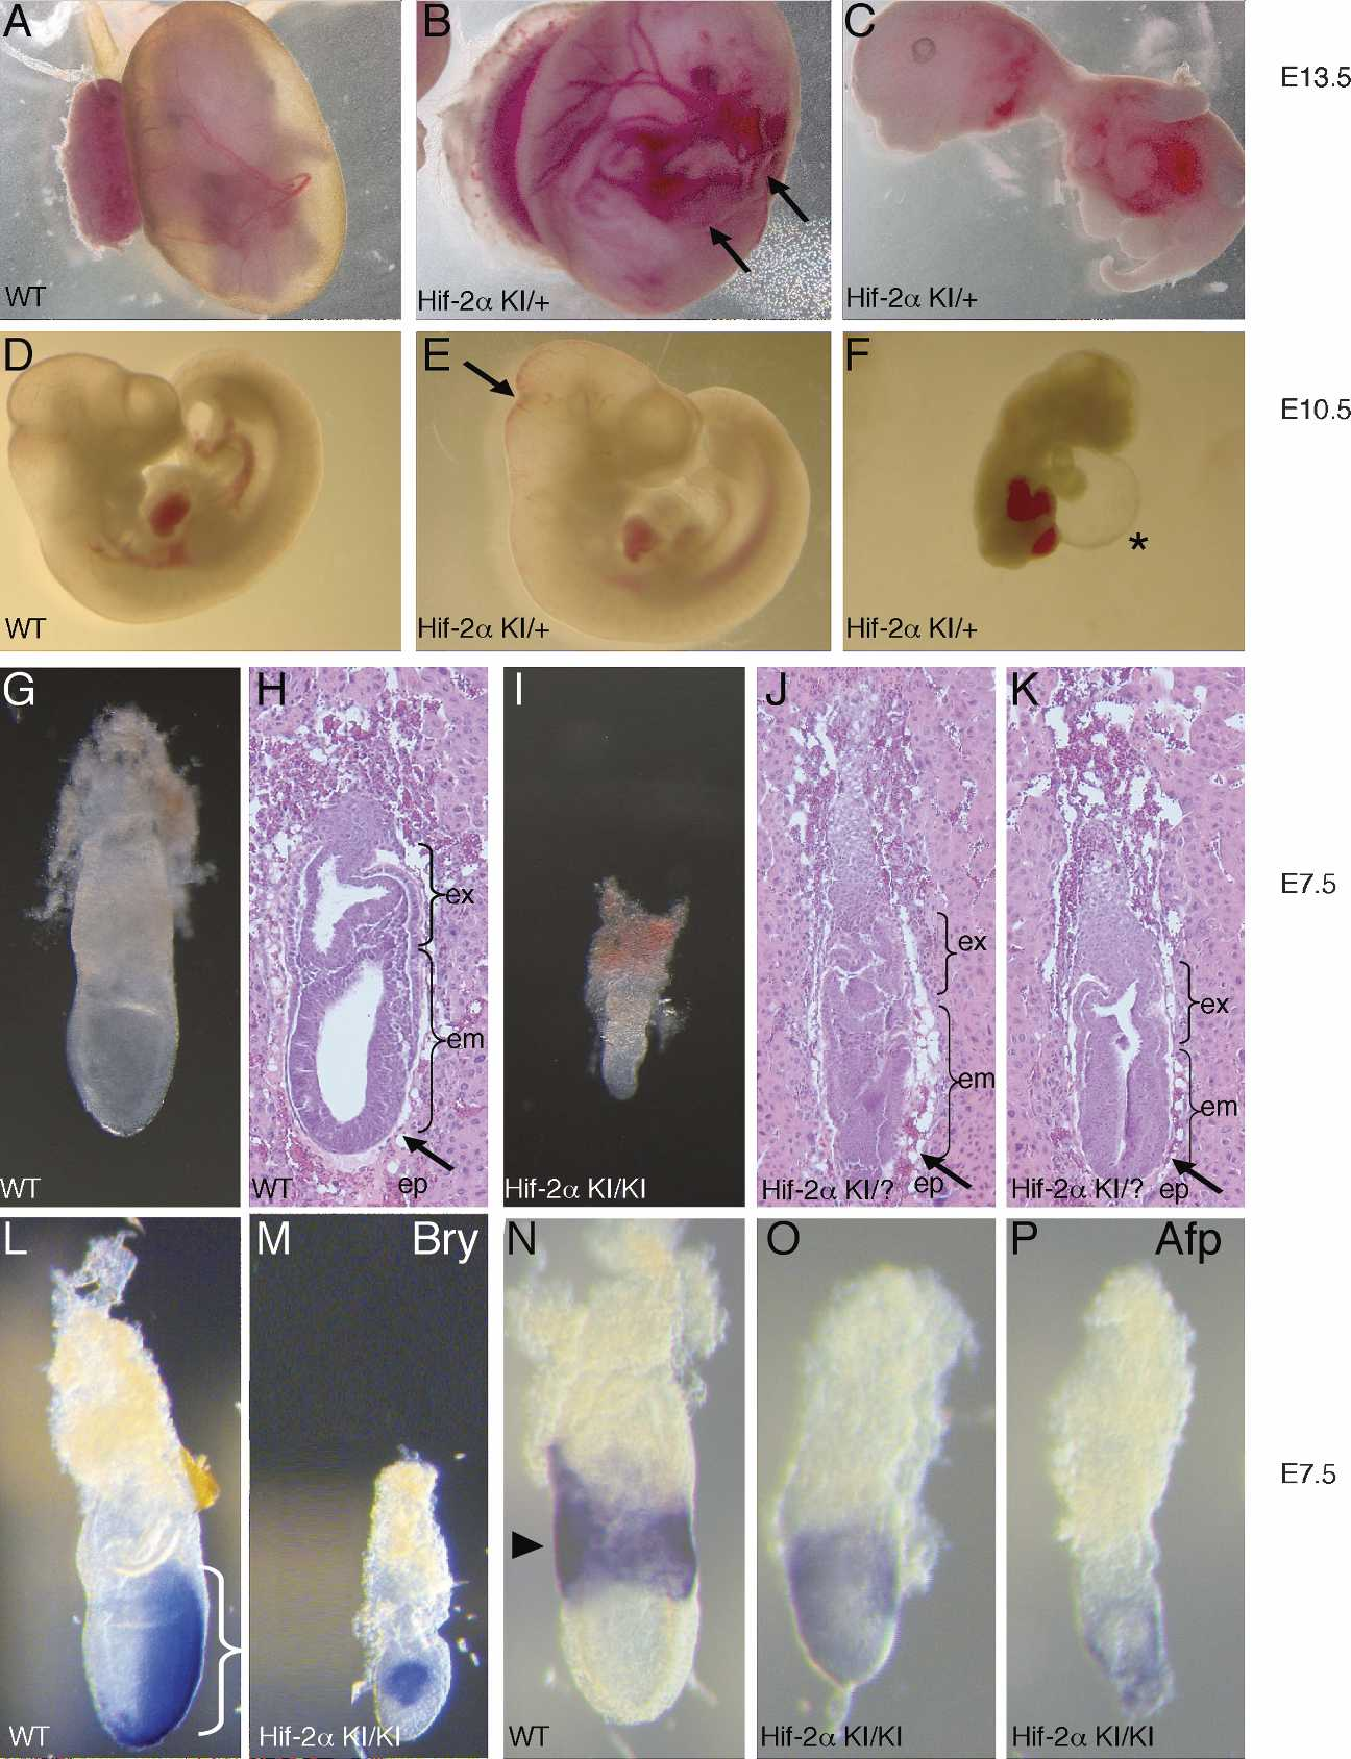 A
B
C
E13.5
WT
Hif-2α KI/+
Hif-2α KI/+
D
E
F
E10.5
*
WT
Hif-2α KI/+
Hif-2α KI/+
G
H
I
J
K
ex
em
ex
em
ex
em
E7.5
WT
WT
ep
Hif-2α KI/KI
Hif-2α KI/?
ep
Hif-2α KI/?
ep
L
M
Bry
N
O
P
Afp
E7.5
WT
Hif-2α KI/KI
WT
Hif-2α KI/KI
Hif-2α KI/KI